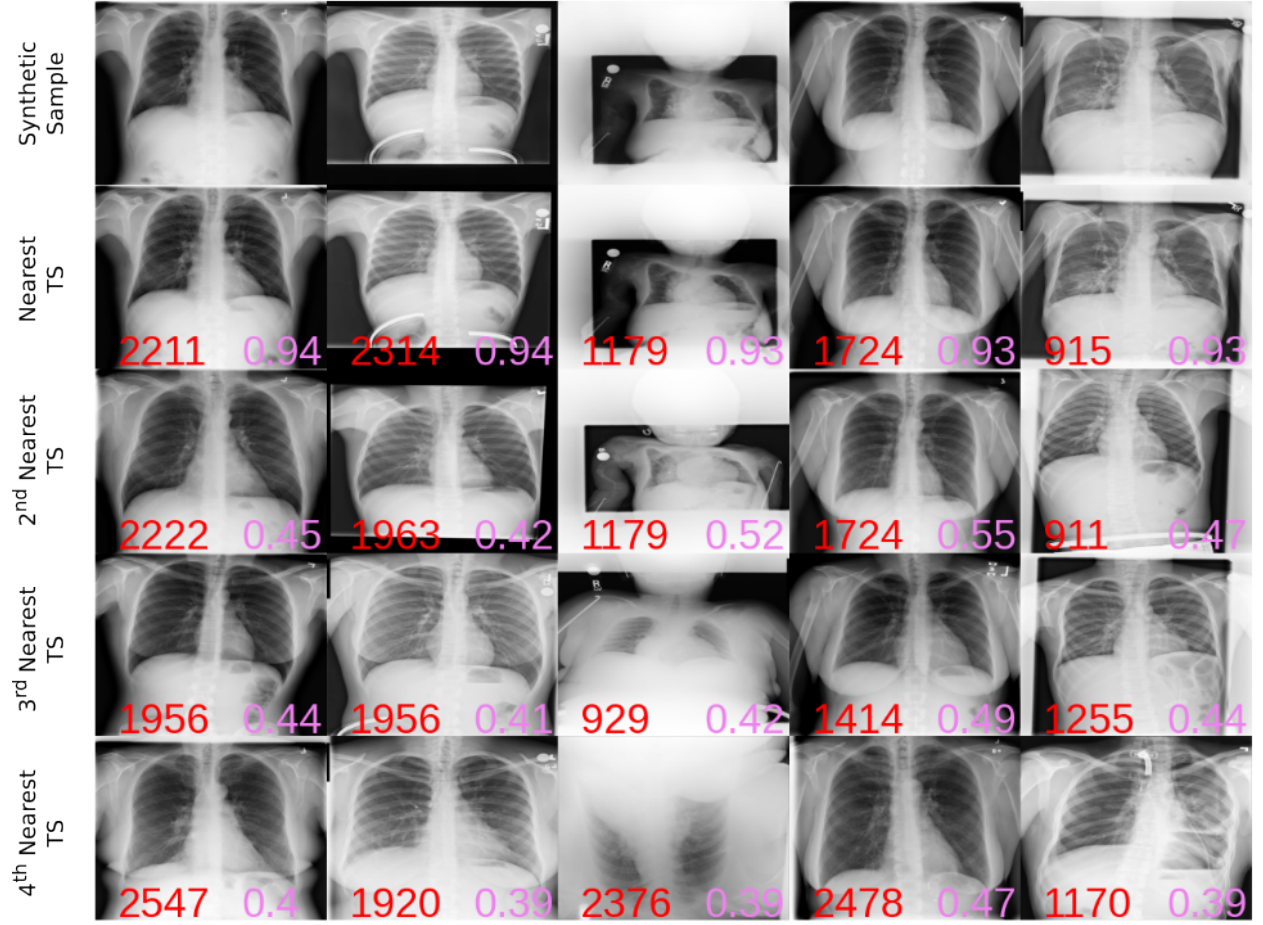 Synthetic
Sample
Nearest
TS
2211 0.94 2314 0.94 1179 0.93 1724 0.93 915 0.93
2nd Nearest
TS
2222 0.45 1963 0.42 1179 0.52 1724 0.55 911 0.47
3rd Nearest
TS
1956 0.44 1956 0.41 929 0.42 1414 0.49 1255 0.44
4th Nearest
TS
2547 0.4 1920 0.39 2376 0.39 2478 0.47 1170 0.39